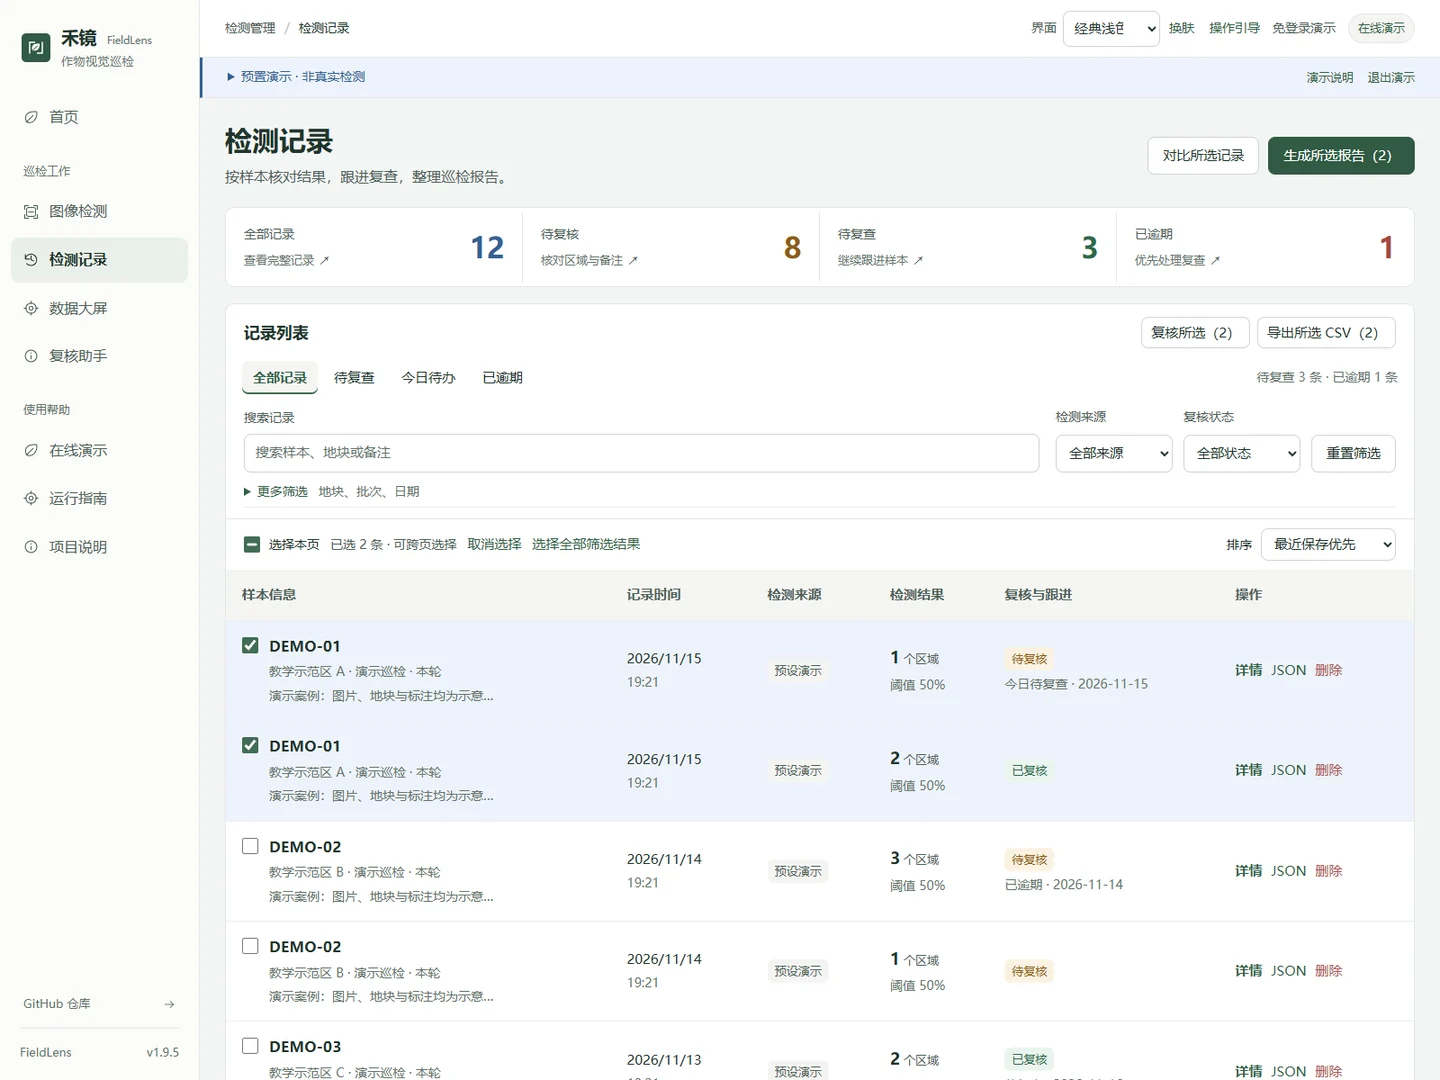 禾镜 FieldLens
作物视觉巡检
首页
巡检工作
图像检测
检测记录
数据大屏
复核助手
使用帮助
在线演示
运行指南
项目说明
GitHub 仓库 →
FieldLens v1.9.5
检测管理 / 检测记录
界面 经典浅色 换肤 操作引导 免登录演示 在线演示
预置演示 · 非真实检测 演示说明 退出演示
检测记录
按样本核对结果，跟进复查，整理巡检报告。
对比所选记录 生成所选报告（2）
全部记录
查看完整记录 ↗
12
待复核
核对区域与备注 ↗
8
待复查
继续跟进样本 ↗
3
已逾期
优先处理复查 ↗
1
记录列表 复核所选（2） 导出所选 CSV（2）
全部记录 待复查 今日待办 已逾期 待复查 3 条 · 已逾期 1 条
搜索记录 检测来源 复核状态
搜索样本、地块或备注 全部来源 全部状态 重置筛选
更多筛选 地块、批次、日期
选择本页 已选 2 条 · 可跨页选择 取消选择 选择全部筛选结果 排序 最近保存优先
样本信息 记录时间 检测来源 检测结果 复核与跟进 操作
DEMO-01
教学示范区 A · 演示巡检 · 本轮
演示案例：图片、地块与标注均为示意...
2026/11/15
19:21
预设演示
1 个区域
阈值 50%
待复核
今日待复查 · 2026-11-15
详情 JSON 删除
DEMO-01
教学示范区 A · 演示巡检 · 本轮
演示案例：图片、地块与标注均为示意...
2026/11/15
19:21
预设演示
2 个区域
阈值 50%
已复核
详情 JSON 删除
DEMO-02
教学示范区 B · 演示巡检 · 本轮
演示案例：图片、地块与标注均为示意...
2026/11/14
19:21
预设演示
3 个区域
阈值 50%
待复核
已逾期 · 2026-11-14
详情 JSON 删除
DEMO-02
教学示范区 B · 演示巡检 · 本轮
演示案例：图片、地块与标注均为示意...
2026/11/14
19:21
预设演示
1 个区域
阈值 50%
待复核
详情 JSON 删除
DEMO-03
教学示范区 C · 演示巡检 · 本轮
2026/11/13
预设演示
2 个区域
已复核
详情 JSON 删除